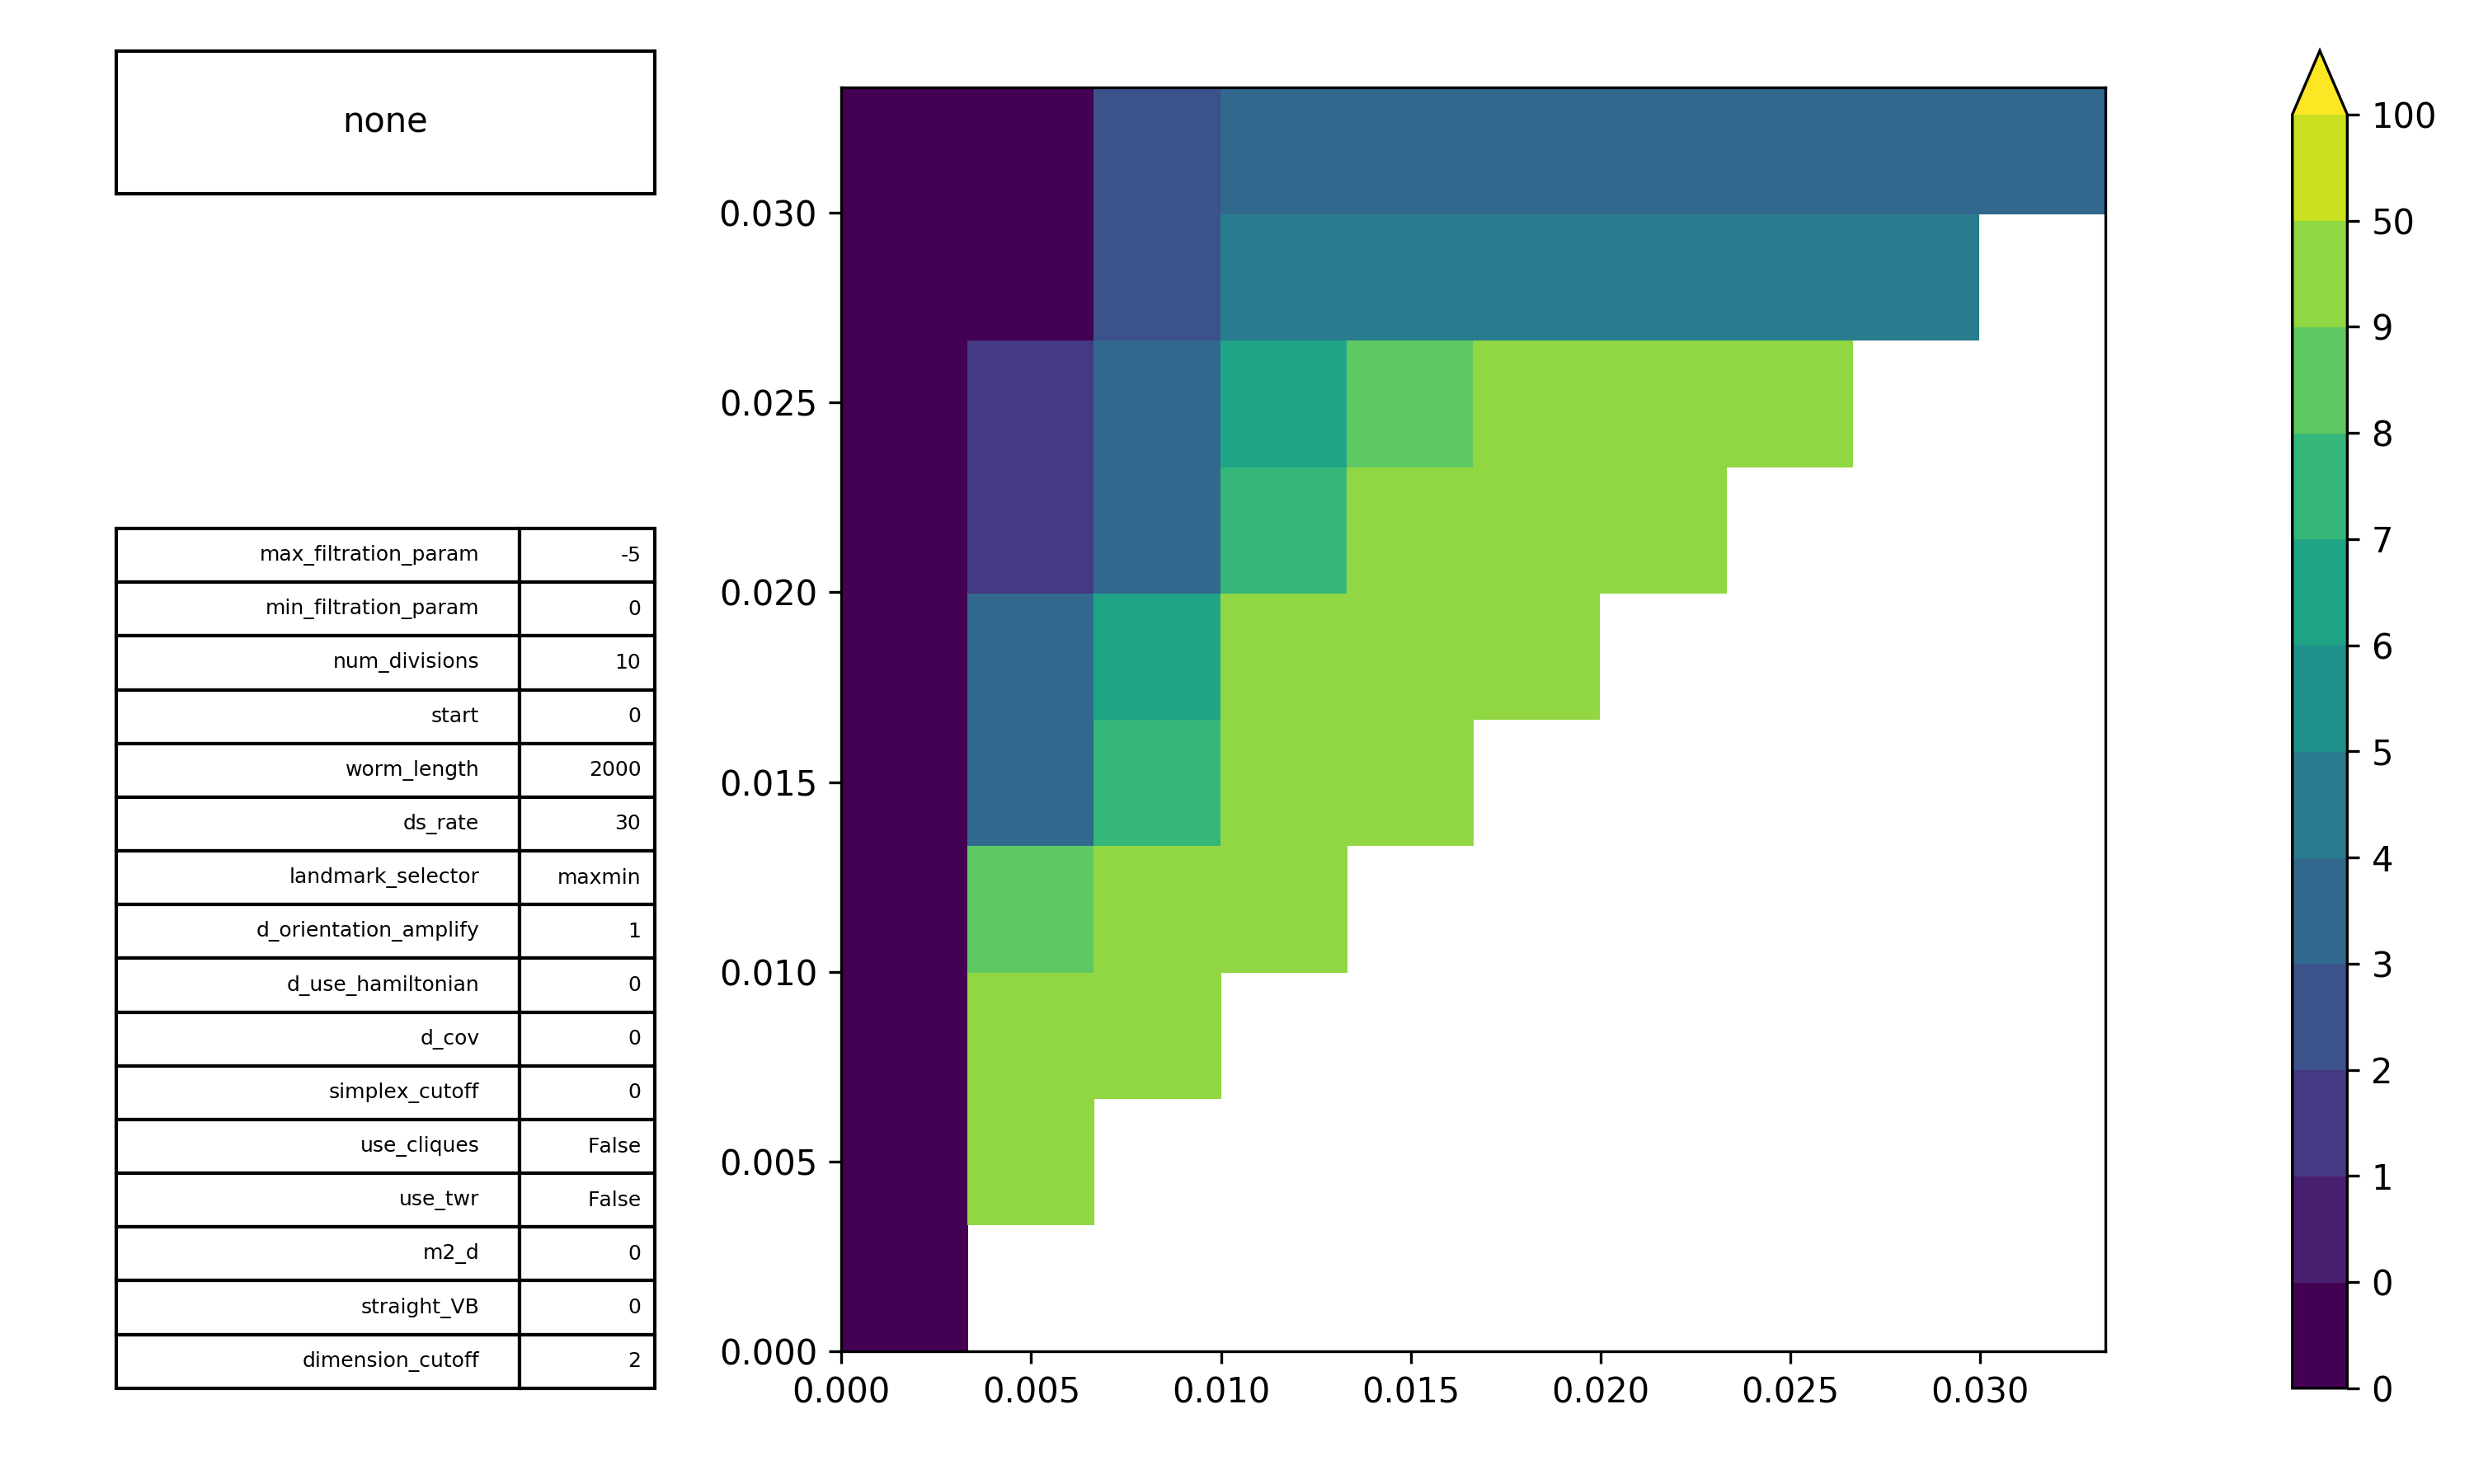 none
max_filtration_param -5
min_filtration_param 0
num_divisions 10
start 0
worm_length 2000
ds_rate 30
landmark_selector maxmin
d_orientation_amplify 1
d_use_hamiltonian 0
d_cov 0
simplex_cutoff 0
use_cliques False
use_twr False
m2_d 0
straight_VB 0
dimension_cutoff 2
0.030
0.025
0.020
0.015
0.010
0.005
0.000
0.000 0.005 0.010 0.015 0.020 0.025 0.030
100
50
9
8
7
6
5
4
3
2
1
0
0